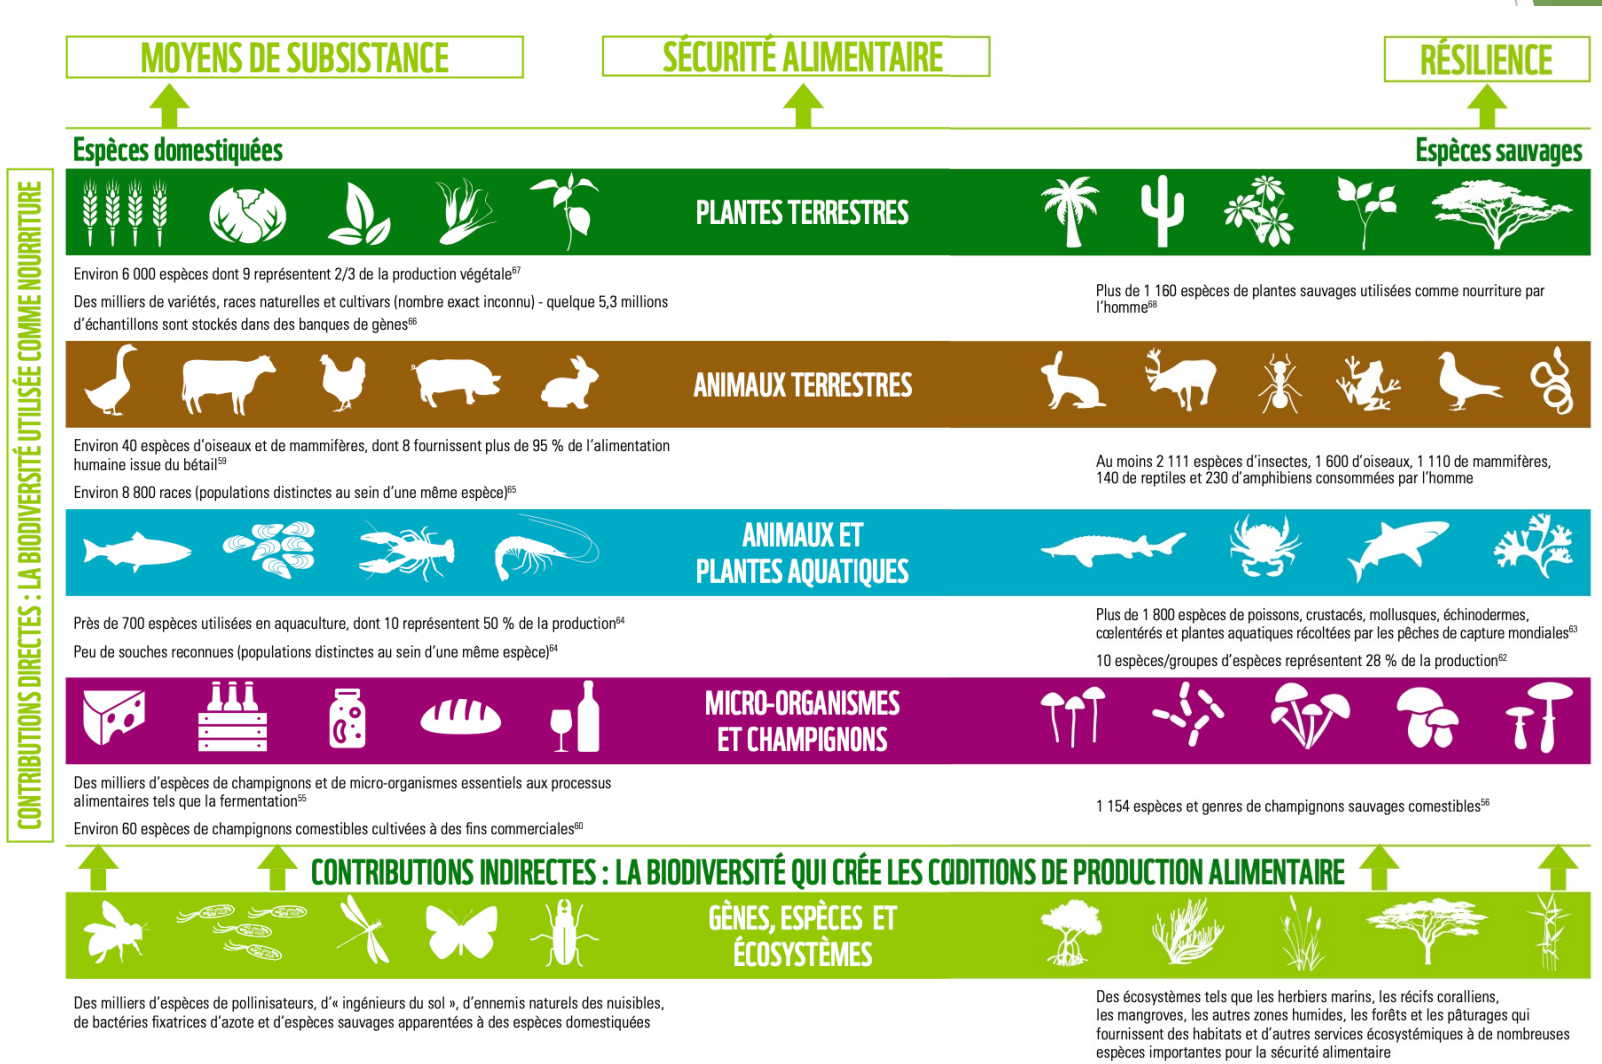 MOYENS DE SUBSISTANCE
SÉCURITÉ ALIMENTAIRE
RÉSILIENCE
Espèces domestiquées
Espèces sauvages
CONTRIBUTIONS DIRECTES : LA BIODIVERSITÉ UTILISÉE COMME NOURRITURE
PLANTES TERRESTRES
Environ 6 000 espèces dont 9 représentent 2/3 de la production végétale⁶⁷
Des milliers de variétés, races naturelles et cultivars (nombre exact inconnu) - quelque 5,3 millions
d'échantillons sont stockés dans des banques de gènes⁶⁶
Plus de 1 160 espèces de plantes sauvages utilisées comme nourriture par
l'homme⁶⁸
ANIMAUX TERRESTRES
Environ 40 espèces d'oiseaux et de mammifères, dont 8 fournissent plus de 95 % de l'alimentation
humaine issue du bétail⁵⁹
Environ 8 800 races (populations distinctes au sein d'une même espèce)⁶⁵
Au moins 2 111 espèces d'insectes, 1 600 d'oiseaux, 1 110 de mammifères,
140 de reptiles et 230 d'amphibiens consommées par l'homme
ANIMAUX ET
PLANTES AQUATIQUES
Près de 700 espèces utilisées en aquaculture, dont 10 représentent 50 % de la production⁶⁴
Peu de souches reconnues (populations distinctes au sein d'une même espèce)⁶⁴
Plus de 1 800 espèces de poissons, crustacés, mollusques, échinodermes,
cœlentérés et plantes aquatiques récoltées par les pêches de capture mondiales⁶³
10 espèces/groupes d'espèces représentent 28 % de la production⁶²
MICRO-ORGANISMES
ET CHAMPIGNONS
Des milliers d'espèces de champignons et de micro-organismes essentiels aux processus
alimentaires tels que la fermentation⁵⁵
Environ 60 espèces de champignons comestibles cultivées à des fins commerciales⁶⁰
1 154 espèces et genres de champignons sauvages comestibles⁵⁶
CONTRIBUTIONS INDIRECTES : LA BIODIVERSITÉ QUI CRÉE LES CODITIONS DE PRODUCTION ALIMENTAIRE
GÈNES, ESPÈCES ET
ÉCOSYSTÈMES
Des milliers d'espèces de pollinisateurs, d'« ingénieurs du sol », d'ennemis naturels des nuisibles,
de bactéries fixatrices d'azote et d'espèces sauvages apparentées à des espèces domestiquées
Des écosystèmes tels que les herbiers marins, les récifs coralliens,
les mangroves, les autres zones humides, les forêts et les pâturages qui
fournissent des habitats et d'autres services écosystémiques à de nombreuses
espèces importantes pour la sécurité alimentaire